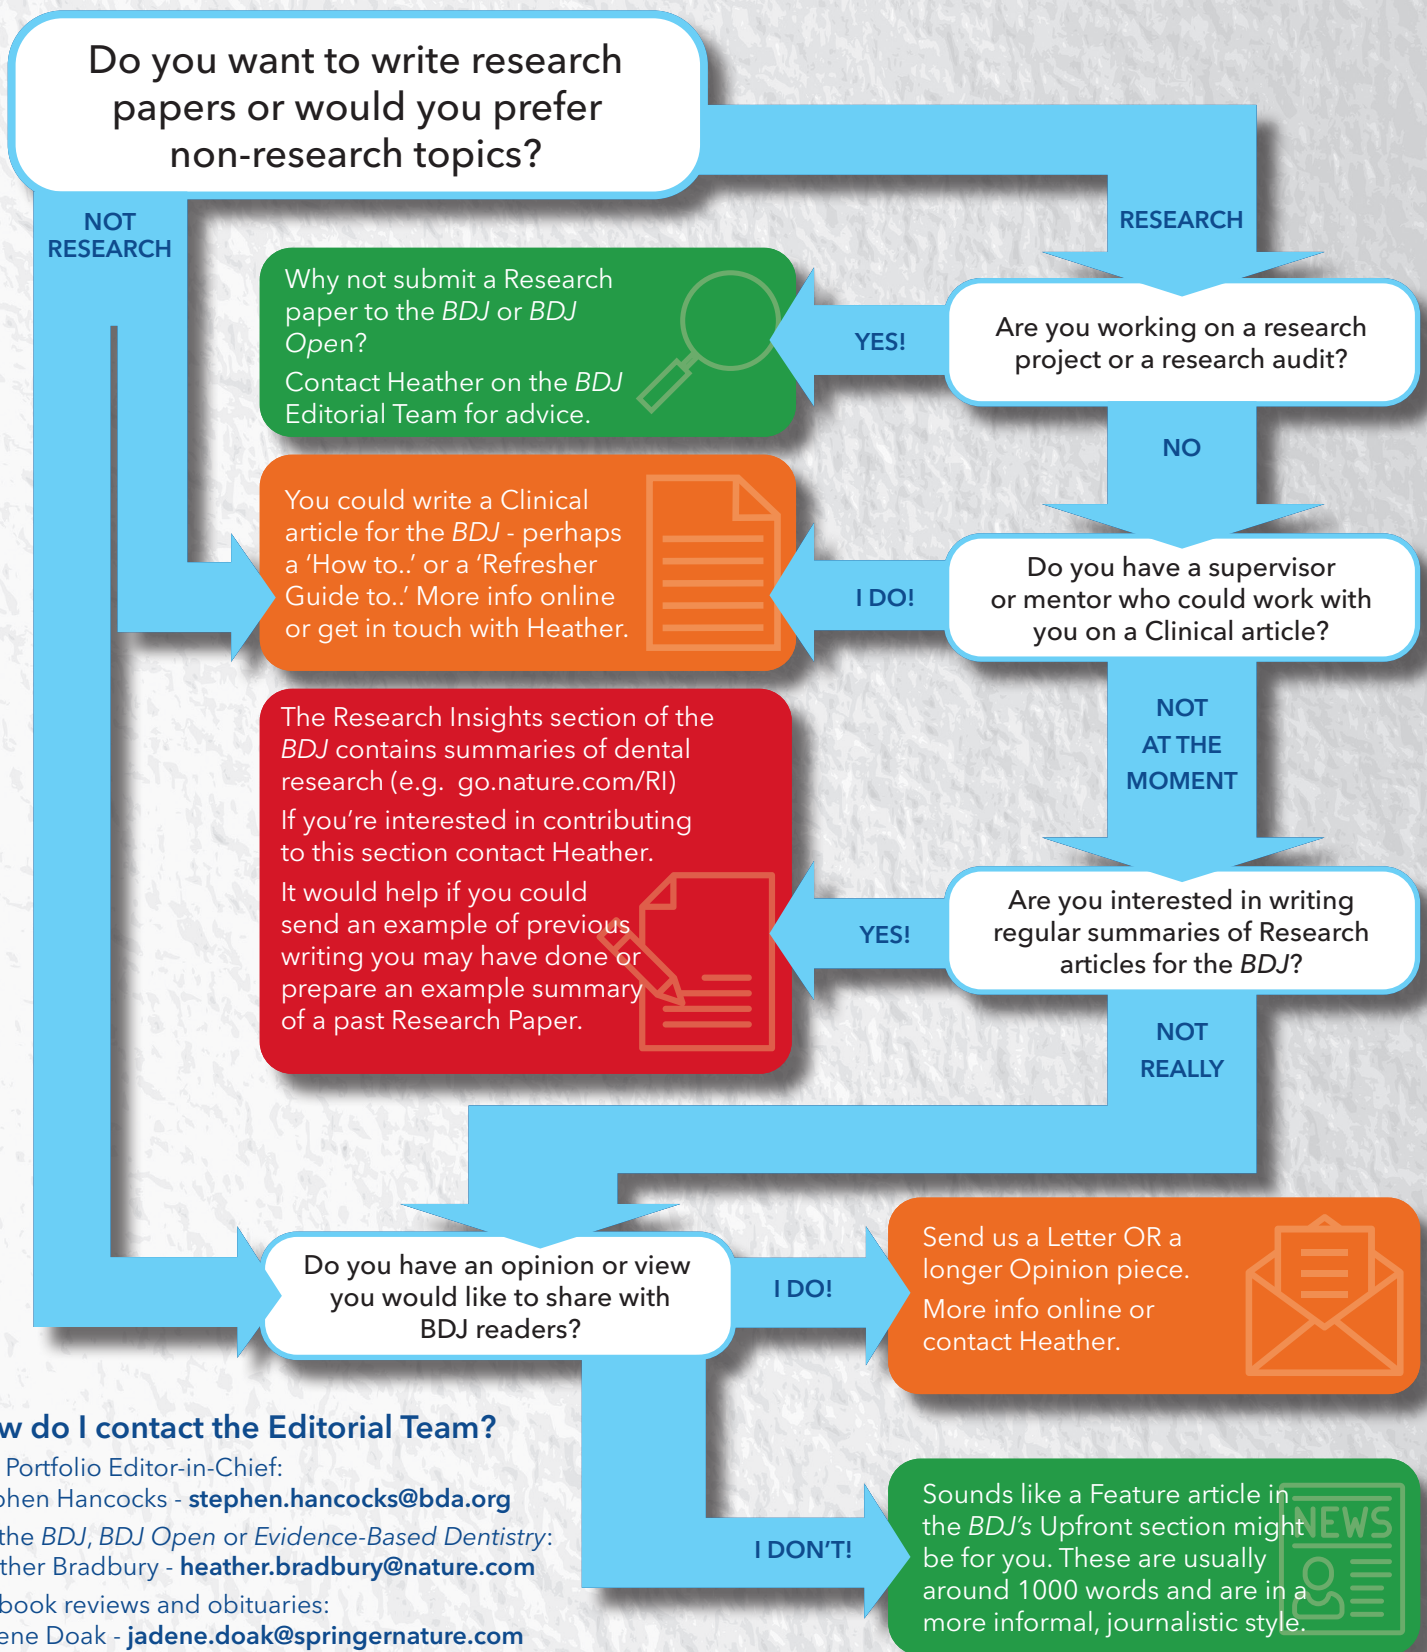 Do you want to write research
papers or would you prefer
non-research topics?
NOT
RESEARCH
RESEARCH
Why not submit a Research
paper to the BDJ or BDJ
Open?
Contact Heather on the BDJ
Editorial Team for advice.
YES!
Are you working on a research
project or a research audit?
NO
You could write a Clinical
article for the BDJ - perhaps
a ‘How to..’ or a ‘Refresher
Guide to..’ More info online
or get in touch with Heather.
I DO!
Do you have a supervisor
or mentor who could work with
you on a Clinical article?
NOT
AT THE
MOMENT
The Research Insights section of the
BDJ contains summaries of dental
research (e.g. go.nature.com/RI)
If you’re interested in contributing
to this section contact Heather.
It would help if you could
send an example of previous
writing you may have done or
prepare an example summary
of a past Research Paper.
YES!
Are you interested in writing
regular summaries of Research
articles for the BDJ?
NOT
REALLY
Do you have an opinion or view
you would like to share with
BDJ readers?
I DO!
Send us a Letter OR a
longer Opinion piece.
More info online or
contact Heather.
I DON’T!
Sounds like a Feature article in
the BDJ’s Upfront section might
be for you. These are usually
around 1000 words and are in a
more informal, journalistic style.
NEWS
do I contact the Editorial Team?
Portfolio Editor-in-Chief:
Hancocks - stephen.hancocks@bda.org
the BDJ, BDJ Open or Evidence-Based Dentistry:
Bradbury - heather.bradbury@nature.com
book reviews and obituaries:
Doak - jadene.doak@springernature.com